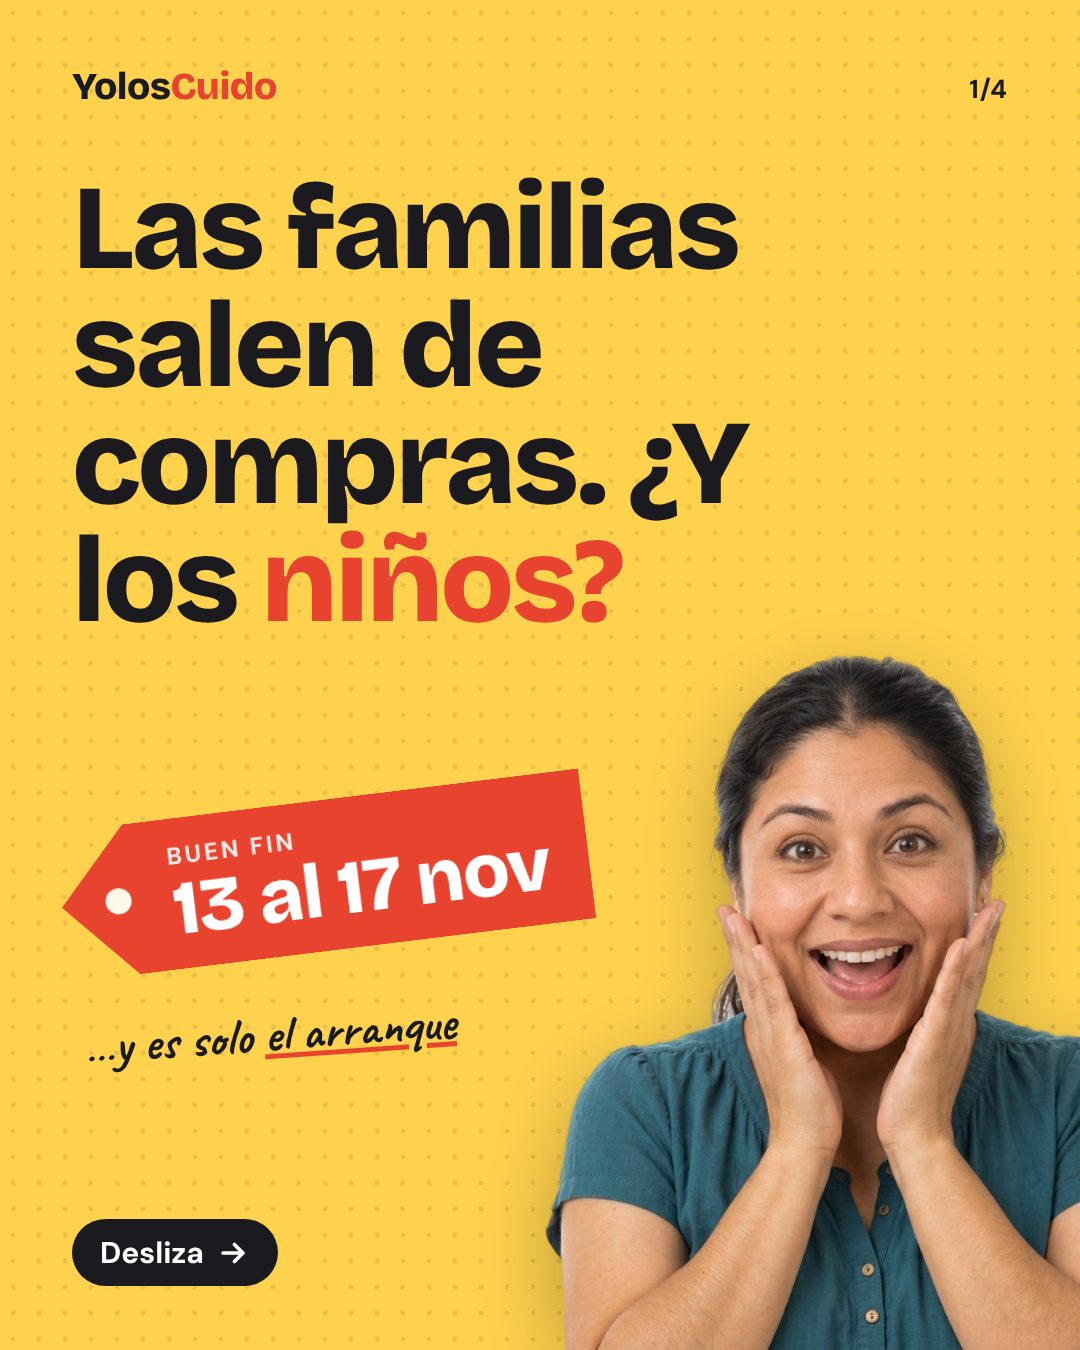 YolosCuido
1/4
Las familias
salen de
compras. ¿Y
los niños?
BUEN FIN
13 al 17 nov
...y es solo el arranque
Desliza →